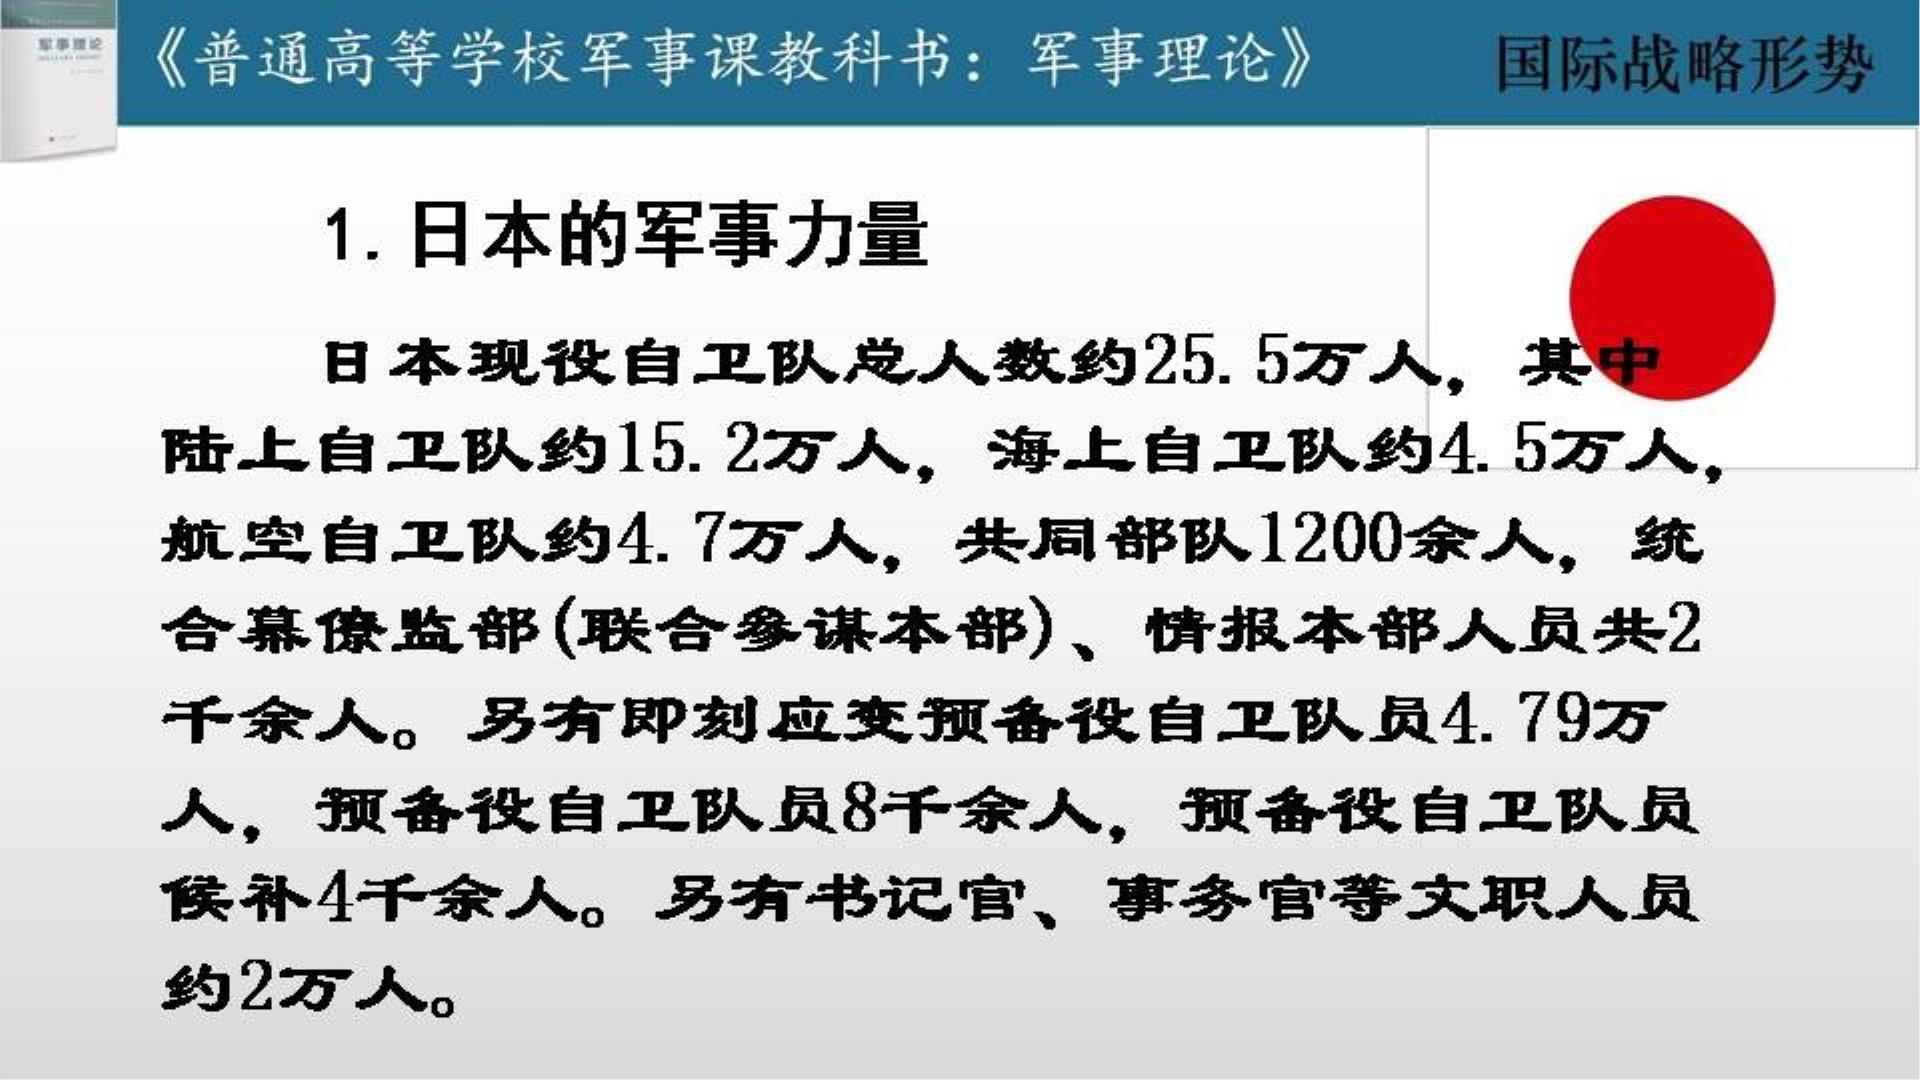 军事理论
《普通高等学校军事课教科书：军事理论》
国际战略形势
1.日本的军事力量
日本现役自卫队总人数约25.5万人，其中
陆上自卫队约15.2万人，海上自卫队约4.5万人，
航空自卫队约4.7万人，共同部队1200余人，统
合幕僚监部(联合参谋本部)、情报本部人员共2
千余人。另有即刻应变预备役自卫队员4.79万
人，预备役自卫队员8千余人，预备役自卫队员
候补4千余人。另有书记官、事务官等文职人员
约2万人。